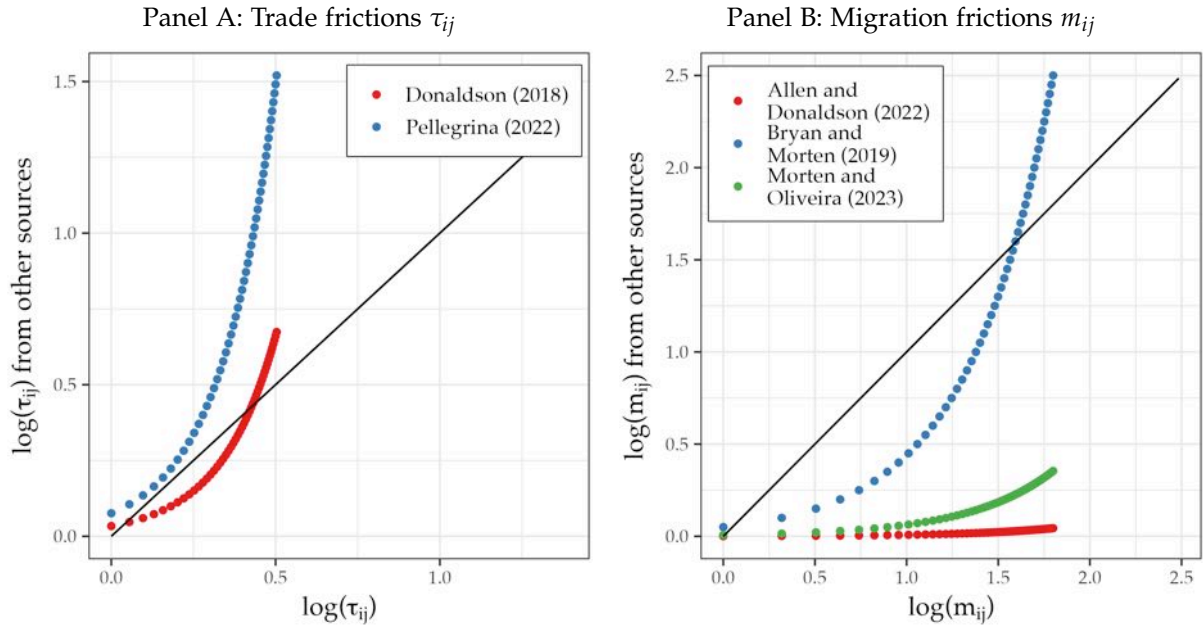 Panel A: Trade frictions τij
Donaldson (2018)
Pellegrina (2022)
log(τij) from other sources
1.5
1.0
0.5
0.0
0.0
0.5
1.0
log(τij)
Panel B: Migration frictions mij
Allen and
Donaldson (2022)
Bryan and
Morten (2019)
Morten and
Oliveira (2023)
log(mij) from other sources
2.5
2.0
1.5
1.0
0.5
0.0
0.0
0.5
1.0
1.5
2.0
2.5
log(mij)